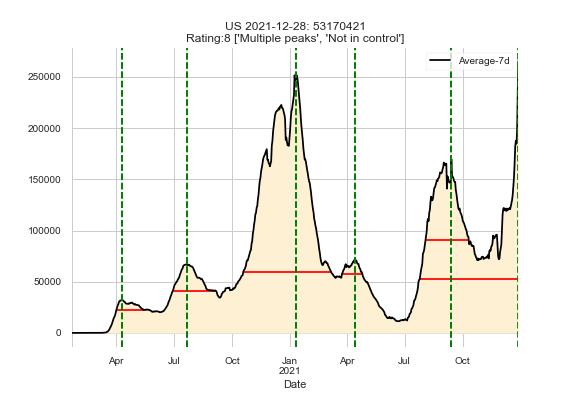 US 2021-12-28: 53170421
Rating:8 ['Multiple peaks', 'Not in control']
Average-7d
250000
200000
150000
100000
50000
0
Apr Jul Oct Jan Apr Jul Oct
2021
Date